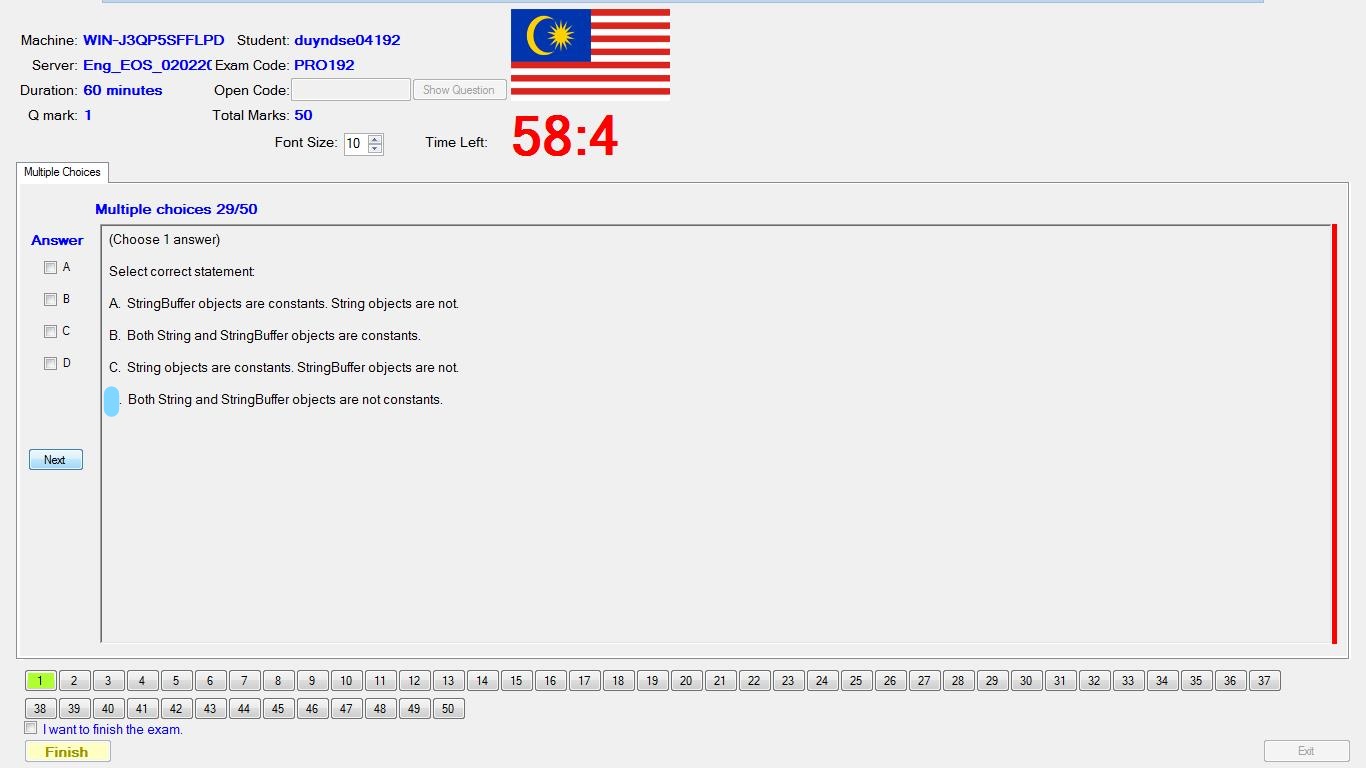 Machine: WIN-J3QP5SFFLPD Student: duyndse04192
Server: Eng_EOS_02022( Exam Code: PRO192
Duration: 60 minutes Open Code: Show Question
Q mark: 1 Total Marks: 50
Font Size: 10 Time Left: 58:4
Multiple Choices
Multiple choices 29/50
Answer
(Choose 1 answer)
A
Select correct statement:
B
A. StringBuffer objects are constants. String objects are not.
C
B. Both String and StringBuffer objects are constants.
D
C. String objects are constants. StringBuffer objects are not.
. Both String and StringBuffer objects are not constants.
Next
1 2 3 4 5 6 7 8 9 10 11 12 13 14 15 16 17 18 19 20 21 22 23 24 25 26 27 28 29 30 31 32 33 34 35 36 37
38 39 40 41 42 43 44 45 46 47 48 49 50
I want to finish the exam.
Finish Exit